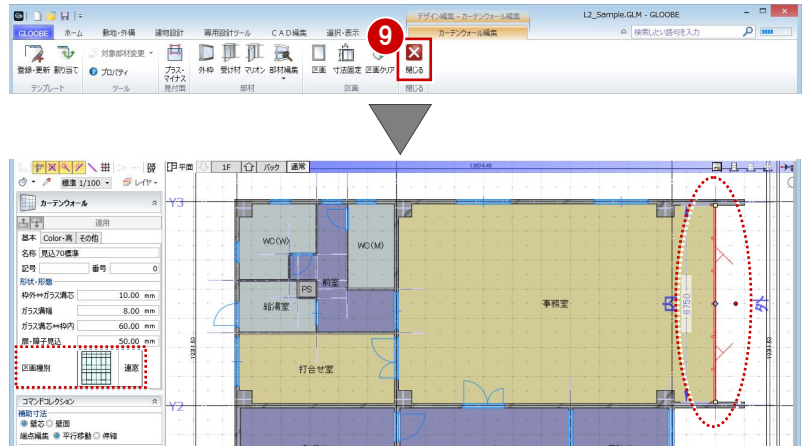 デザイン編集－カーテンウォール編集
L2_Sample.GLM - GLOOBE
GLOOBE ホーム 敷地・外構 建物設計 専用設計ツール ＣＡＤ編集 選択・表示 カーテンウォール編集 検索したい語句を入力
9
対象部材変更
プロパティ
登録・更新 割り当て プラス・マイナス 外枠 受け材 マリオン 部材編集 区画 寸法固定 区画クリア 閉じる
テンプレート ツール 見付面 部材 区画 閉じる
平面 1F バック 通常 19074.48
標準 1/100 レイヤ
カーテンウォール
適用
基本 Color・高 その他
名称 見込70標準
記号 番号 0
形状・形態
枠外⇔ガラス溝芯 10.00 mm
ガラス溝幅 8.00 mm
ガラス溝芯⇔枠内 60.00 mm
扉・障子見込 50.00 mm
区画種別 連窓
コマンドコレクション
補助寸法
壁芯 壁面
端点編集 平行移動 伸縮
Y3
WC(W)
WC(M)
前室
PS
給湯室
事務室
内
6750
外
打合せ室
Y2